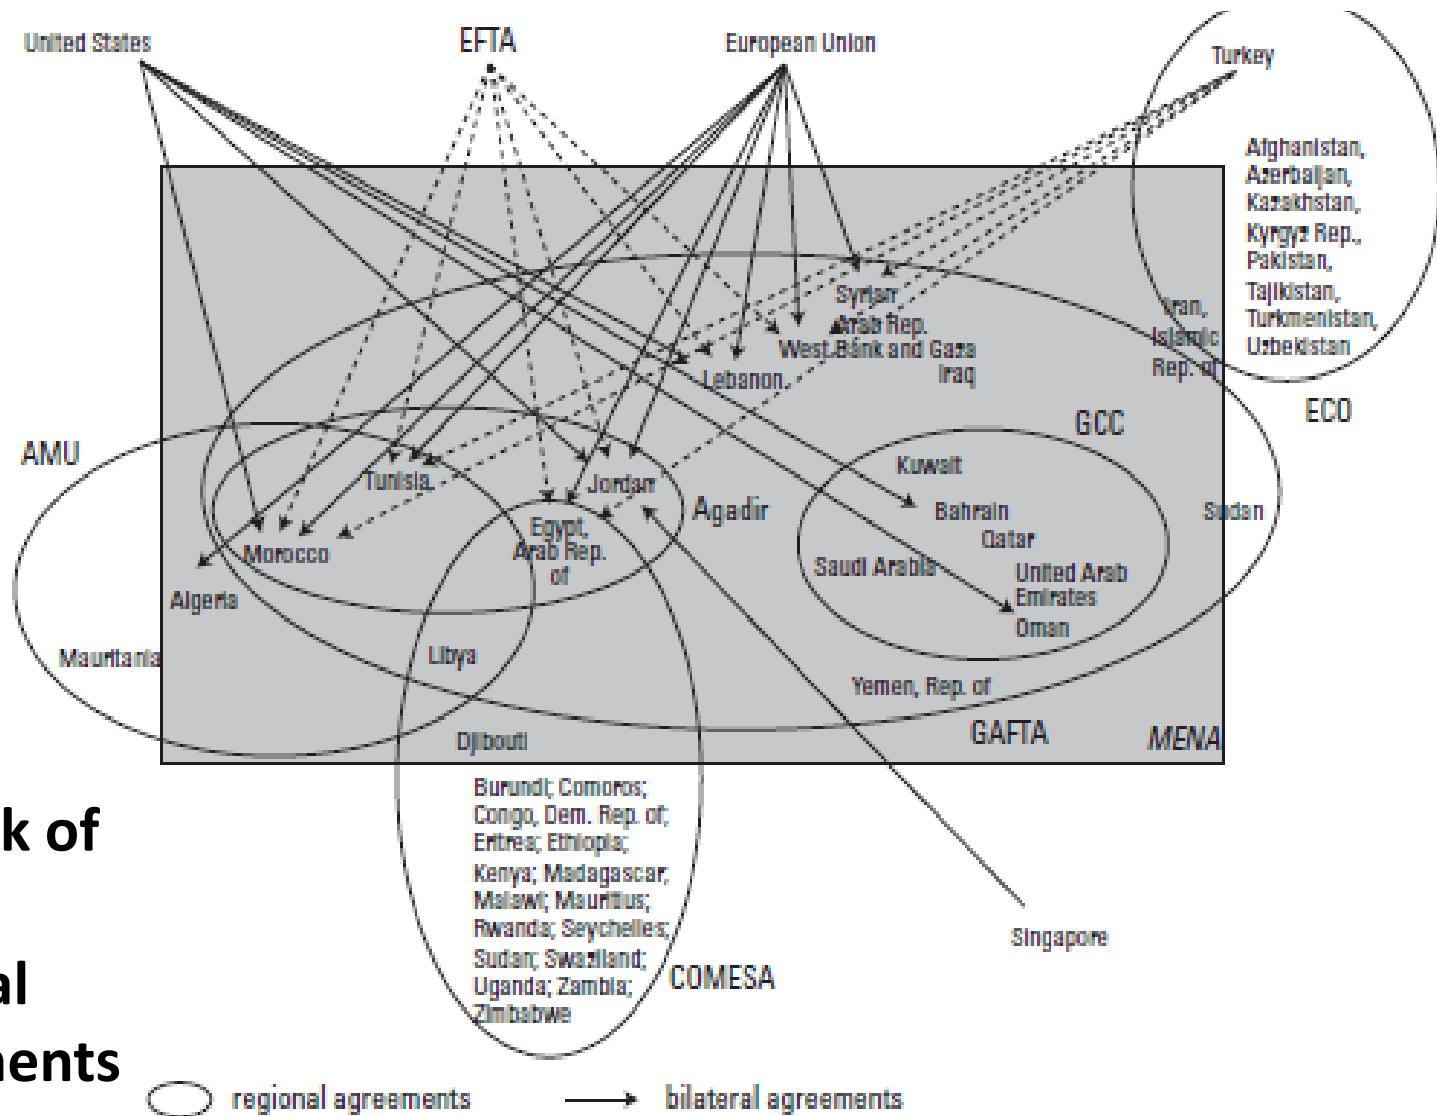 United States
EFTA
European Union
Turkey
Afghanistan,
Azerbaijan,
Kazakhstan,
Kyrgyz Rep.,
Pakistan,
Tajikistan,
Turkmenistan,
Uzbekistan
ECO
Iran,
Islamic
Rep. of
Syrian
Arab Rep.
West Bank and Gaza
Iraq
Lebanon
GCC
Kuwait
Bahrain
Qatar
Saudi Arabia
United Arab
Emirates
Oman
Sudan
AMU
Tunisia
Jordan
Agadir
Egypt,
Arab Rep.
of
Morocco
Algeria
Mauritania
Libya
Yemen, Rep. of
GAFTA
MENA
Djibouti
Burundi; Comoros;
Congo, Dem. Rep. of;
Eritrea; Ethiopia;
Kenya; Madagascar;
Malawi; Mauritius;
Rwanda; Seychelles;
Sudan; Swaziland;
Uganda; Zambia;
Zimbabwe
COMESA
Singapore
k of
al
nents
regional agreements
bilateral agreements